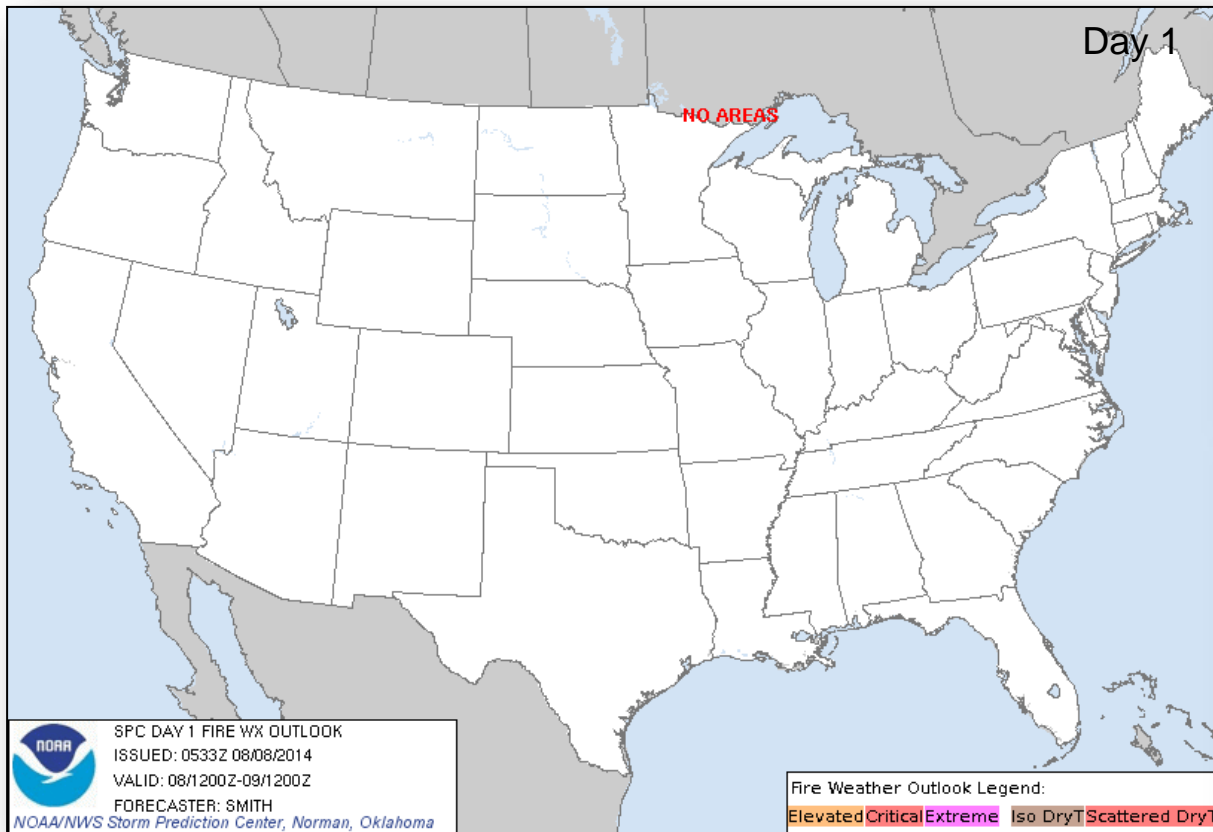 Day 1
NO AREAS
NOAA
SPC DAY 1 FIRE WX OUTLOOK
ISSUED: 0533Z 08/08/2014
VALID: 08/1200Z-09/1200Z
FORECASTER: SMITH
NOAA/NWS Storm Prediction Center, Norman, Oklahoma
Fire Weather Outlook Legend:
Elevated Critical Extreme Iso DryT Scattered DryT